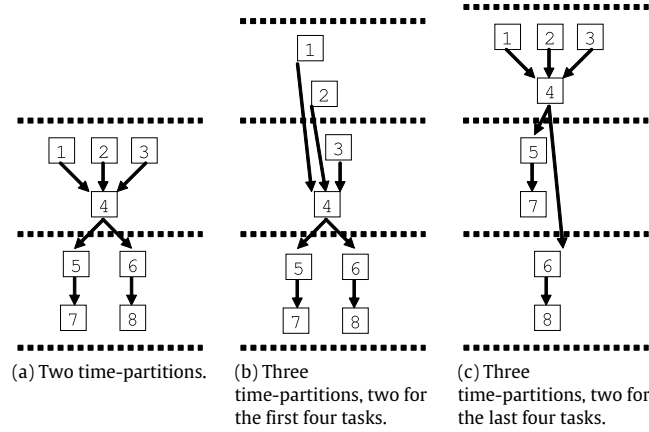 1 2 3
4
5 6
7 8
(a) Two time-partitions.
1
2
3
4
5 6
7 8
(b) Three
time-partitions, two for
the first four tasks.
1 2 3
4
5
7
6
8
(c) Three
time-partitions, two for
the last four tasks.